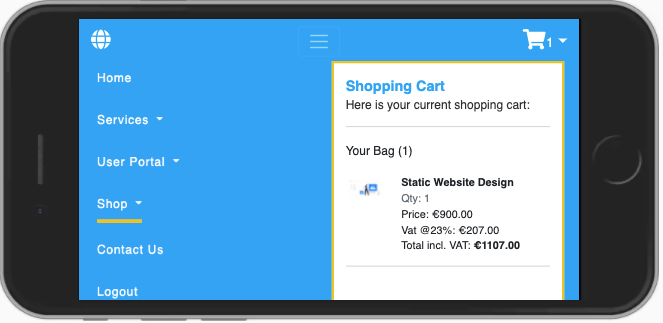 1
Home
Services
User Portal
Shop
Contact Us
Logout
Shopping Cart
Here is your current shopping cart:
Your Bag (1)
Static Website Design
Qty: 1
Price: €900.00
Vat @23%: €207.00
Total incl. VAT: €1107.00